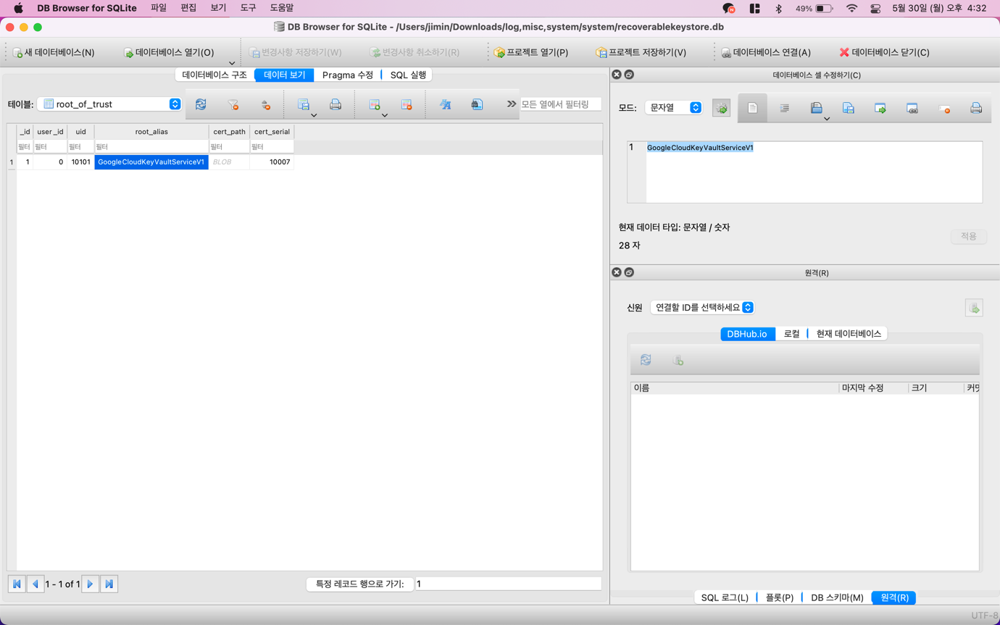 DB Browser for SQLite 파일 편집 보기 도구 도움말 49% 5월 30일 (월) 오후 4:32
DB Browser for SQLite - /Users/jimin/Downloads/log,misc,system/system/recoverablekeystore.db
새 데이터베이스(N) 데이터베이스 열기(O) 변경사항 저장하기(W) 변경사항 취소하기(R) 프로젝트 열기(P) 프로젝트 저장하기(V) 데이터베이스 연결(A) 데이터베이스 닫기(C)
데이터베이스 구조 데이터 보기 Pragma 수정 SQL 실행
테이블: root_of_trust 모든 열에서 필터링
_id user_id uid root_alias cert_path cert_serial
필터 필터 필터 필터 필터 필터
1 1 0 10101 GoogleCloudKeyVaultServiceV1 BLOB 10007
1 - 1 of 1 특정 레코드 행으로 가기: 1
데이터베이스 셀 수정하기(C)
모드: 문자열
1 GoogleCloudKeyVaultServiceV1
현재 데이터 타입: 문자열 / 숫자
28 자
적용
원격(R)
신원 연결할 ID를 선택하세요
DBHub.io 로컬 현재 데이터베이스
이름 마지막 수정 크기
SQL 로그(L) 플롯(P) DB 스키마(M) 원격(R)
UTF-8